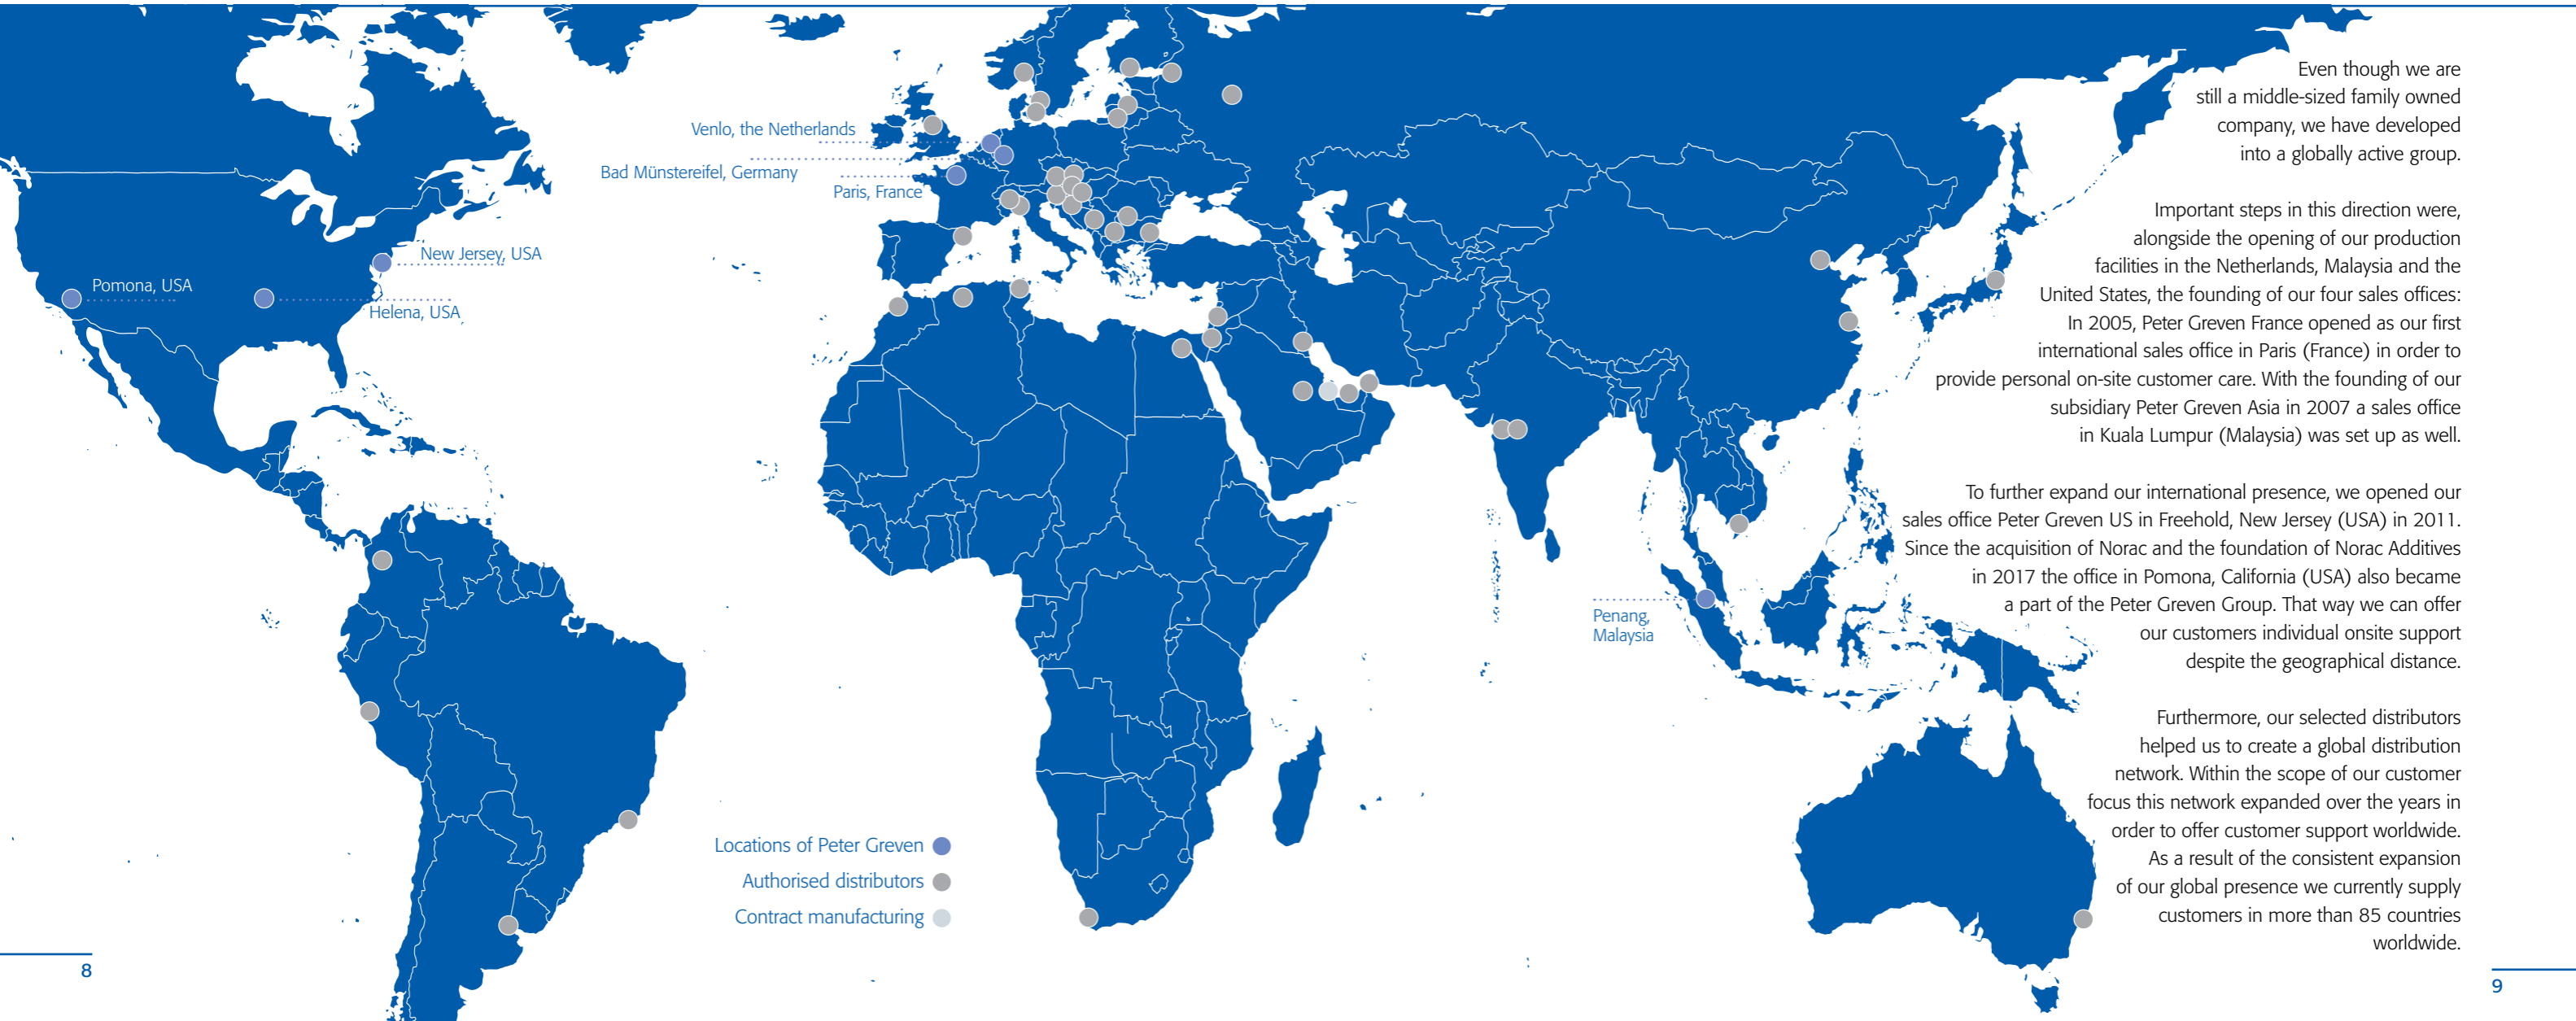 Venlo, the Netherlands
Bad Münstereifel, Germany
Paris, France
New Jersey, USA
Pomona, USA
Helena, USA
Penang,
Malaysia
Locations of Peter Greven
Authorised distributors
Contract manufacturing
8
Even though we are
still a middle-sized family owned
company, we have developed
into a globally active group.
Important steps in this direction were,
alongside the opening of our production
facilities in the Netherlands, Malaysia and the
United States, the founding of our four sales offices:
In 2005, Peter Greven France opened as our first
international sales office in Paris (France) in order to
provide personal on-site customer care. With the founding of our
subsidiary Peter Greven Asia in 2007 a sales office
in Kuala Lumpur (Malaysia) was set up as well.
To further expand our international presence, we opened our
sales office Peter Greven US in Freehold, New Jersey (USA) in 2011.
Since the acquisition of Norac and the foundation of Norac Additives
in 2017 the office in Pomona, California (USA) also became
a part of the Peter Greven Group. That way we can offer
our customers individual onsite support
despite the geographical distance.
Furthermore, our selected distributors
helped us to create a global distribution
network. Within the scope of our customer
focus this network expanded over the years in
order to offer customer support worldwide.
As a result of the consistent expansion
of our global presence we currently supply
customers in more than 85 countries
worldwide.
9